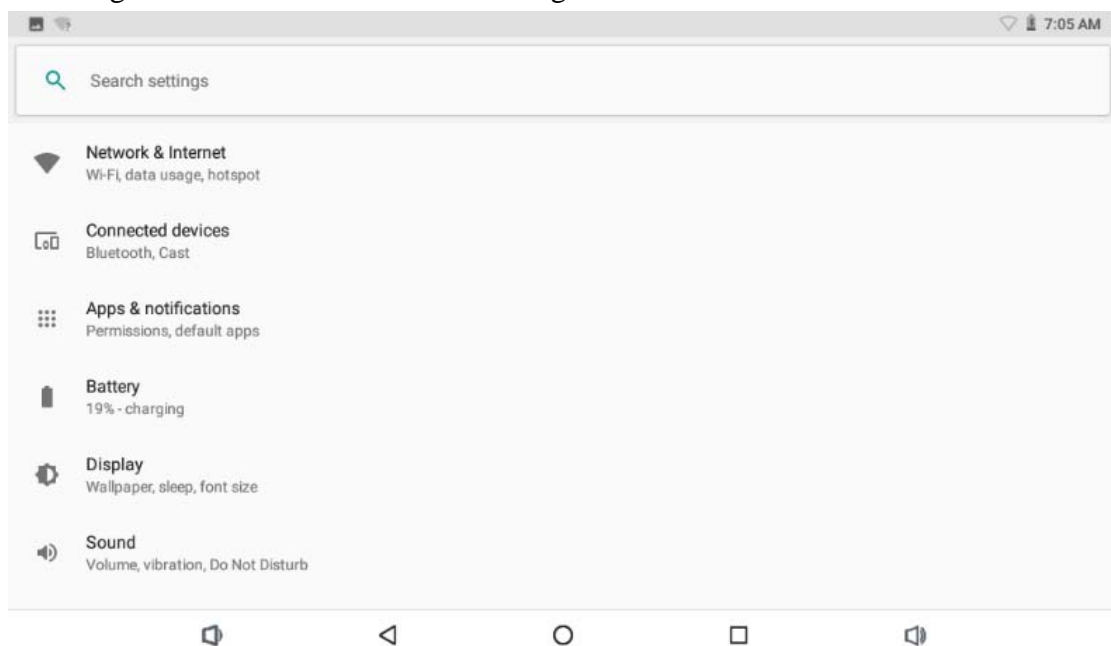 7:05 AM
Search settings
Network & Internet
Wi-Fi, data usage, hotspot
Connected devices
Bluetooth, Cast
Apps & notifications
Permissions, default apps
Battery
19% - charging
Display
Wallpaper, sleep, font size
Sound
Volume, vibration, Do Not Disturb